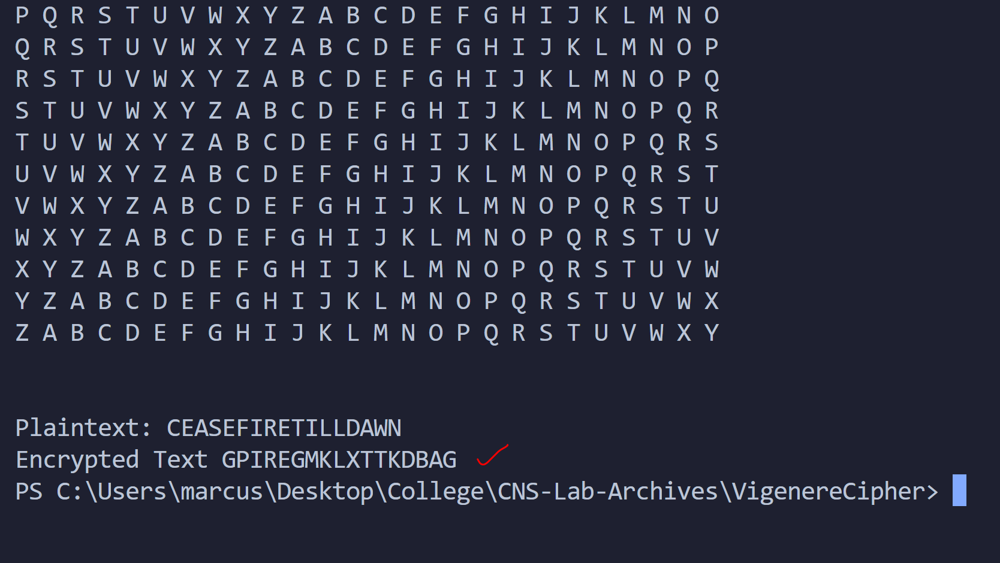 P Q R S T U V W X Y Z A B C D E F G H I J K L M N O
Q R S T U V W X Y Z A B C D E F G H I J K L M N O P
R S T U V W X Y Z A B C D E F G H I J K L M N O P Q
S T U V W X Y Z A B C D E F G H I J K L M N O P Q R
T U V W X Y Z A B C D E F G H I J K L M N O P Q R S
U V W X Y Z A B C D E F G H I J K L M N O P Q R S T
V W X Y Z A B C D E F G H I J K L M N O P Q R S T U
W X Y Z A B C D E F G H I J K L M N O P Q R S T U V
X Y Z A B C D E F G H I J K L M N O P Q R S T U V W
Y Z A B C D E F G H I J K L M N O P Q R S T U V W X
Z A B C D E F G H I J K L M N O P Q R S T U V W X Y
Plaintext: CEASEFIRETILLDAWN
Encrypted Text GPIREGMKLXTTKDBAG
PS C:\Users\marcus\Desktop\College\CNS-Lab-Archives\VigenereCipher>